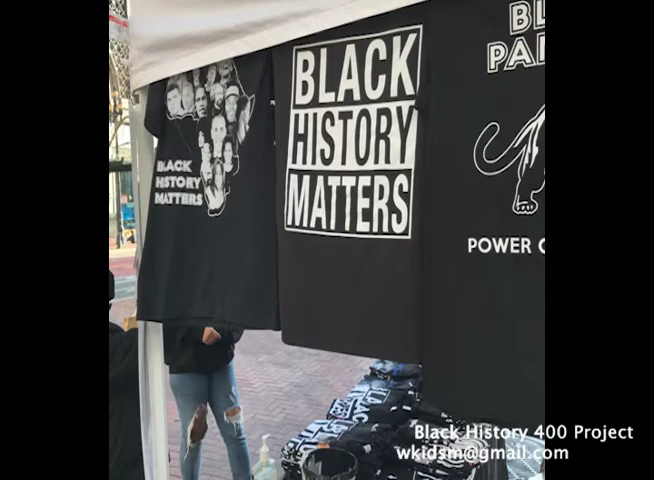 BLACK
HISTORY
MATTERS
BLACK
HISTORY
MATTERS
POWER
Black History 400 Project
wkidsm@gmail.com